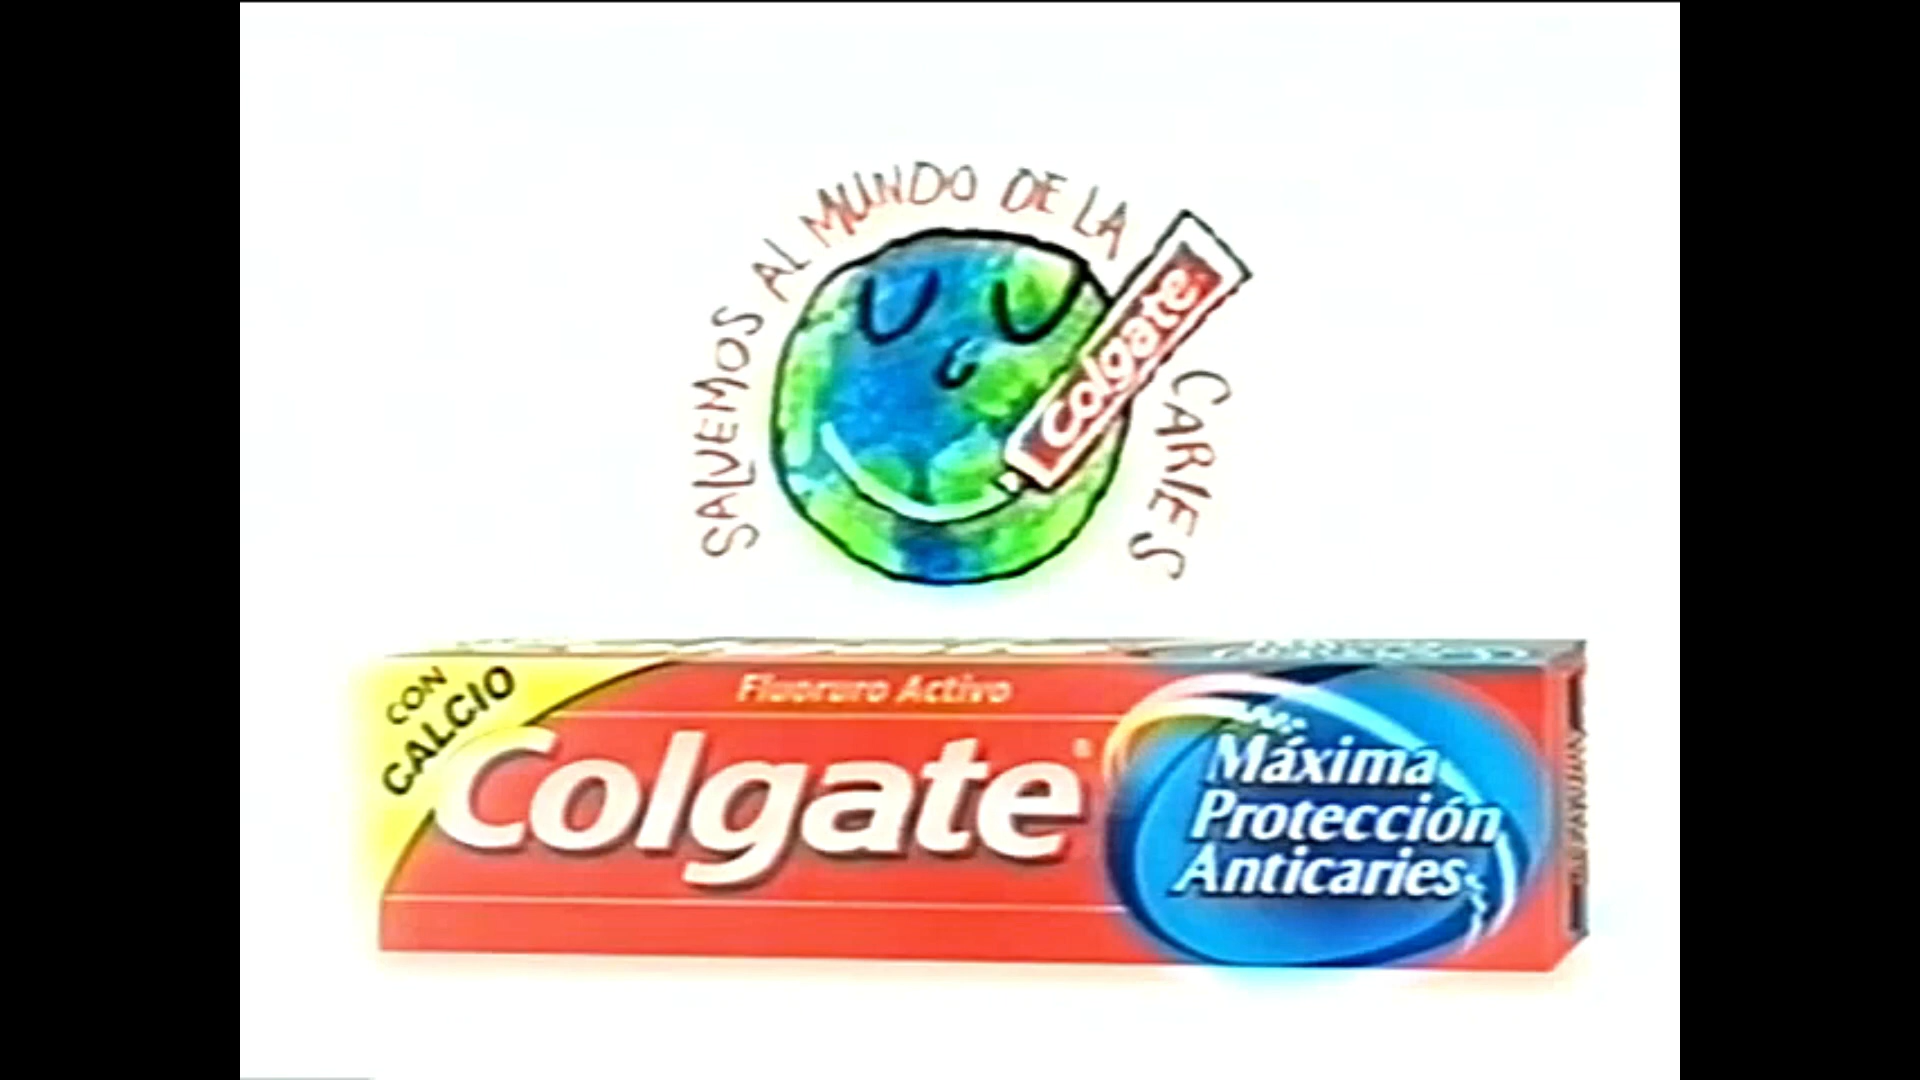 SALVEMOS AL MUNDO DE LA CARIES
Colgate
CON
CALCIO
Fluoruro Activo
Colgate®
Máxima
Protección
Anticaries